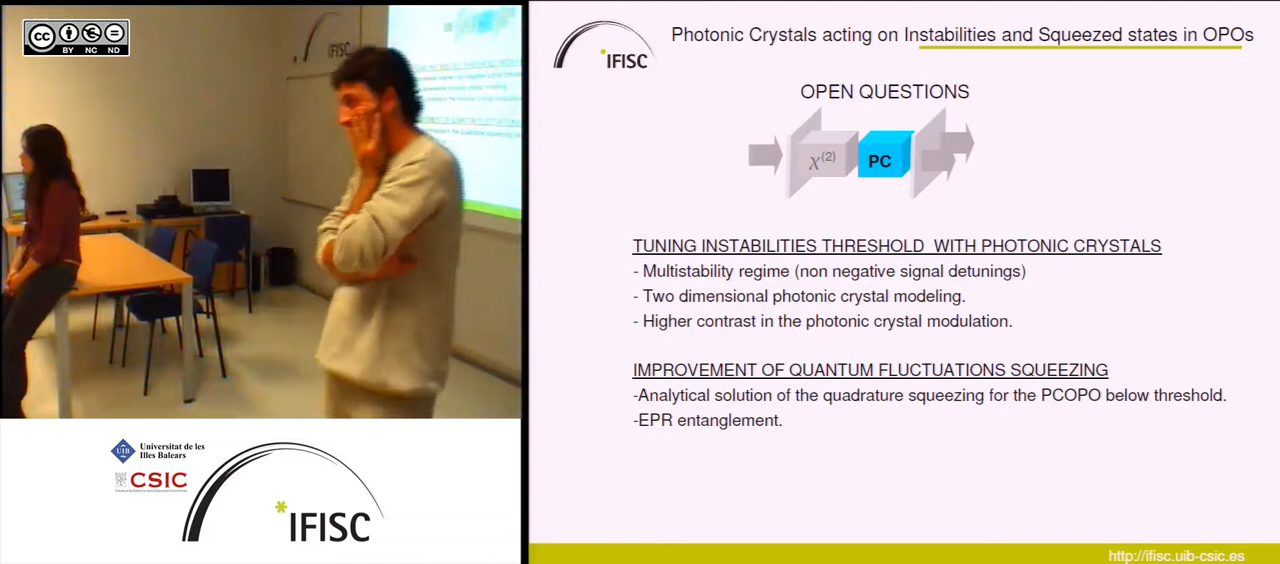 cc
BY NC ND
IFISC
Universitat de les
Illes Balears
UIB
CSIC
*IFISC
*IFISC
Photonic Crystals acting on Instabilities and Squeezed states in OPOs
OPEN QUESTIONS
χ(2)
PC
TUNING INSTABILITIES THRESHOLD WITH PHOTONIC CRYSTALS
- Multistability regime (non negative signal detunings)
- Two dimensional photonic crystal modeling.
- Higher contrast in the photonic crystal modulation.
IMPROVEMENT OF QUANTUM FLUCTUATIONS SQUEEZING
-Analytical solution of the quadrature squeezing for the PCOPO below threshold.
-EPR entanglement.
http://ifisc.uib-csic.es